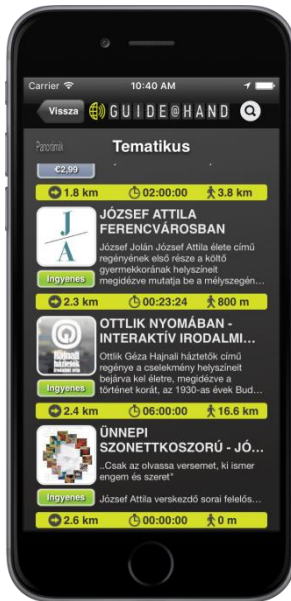 Carrier 10:40 AM
Vissza GUIDE@HAND
Panorámik Tematikus
€2,99
1.8 km 02:00:00 3.8 km
J
A
JÓZSEF ATTILA
FERENCVÁROSBAN
József Jolán József Attila élete című
regényének első része a költő
gyermekkorának helyszíneit
megidézve mutatja be a mélyszegén...
Ingyenes
2.3 km 00:23:24 800 m
Hajnali
háztetők
OTTLIK NYOMÁBAN -
INTERAKTÍV IRODALMI...
Ottlik Géza Hajnali háztetők című
regénye a cselekmény helyszíneit
bejárva kel életre, megidézve a
történet korát, az 1930-as évek Bud...
Ingyenes
2.4 km 06:00:00 16.6 km
ÜNNEPI
SZONETTKOSZORÚ - JÓ...
..Csak az olvassa versemet, ki ismer
engem és szeret"
József Attila verskezdő sorai felelős...
Ingyenes
2.6 km 00:00:00 0 m